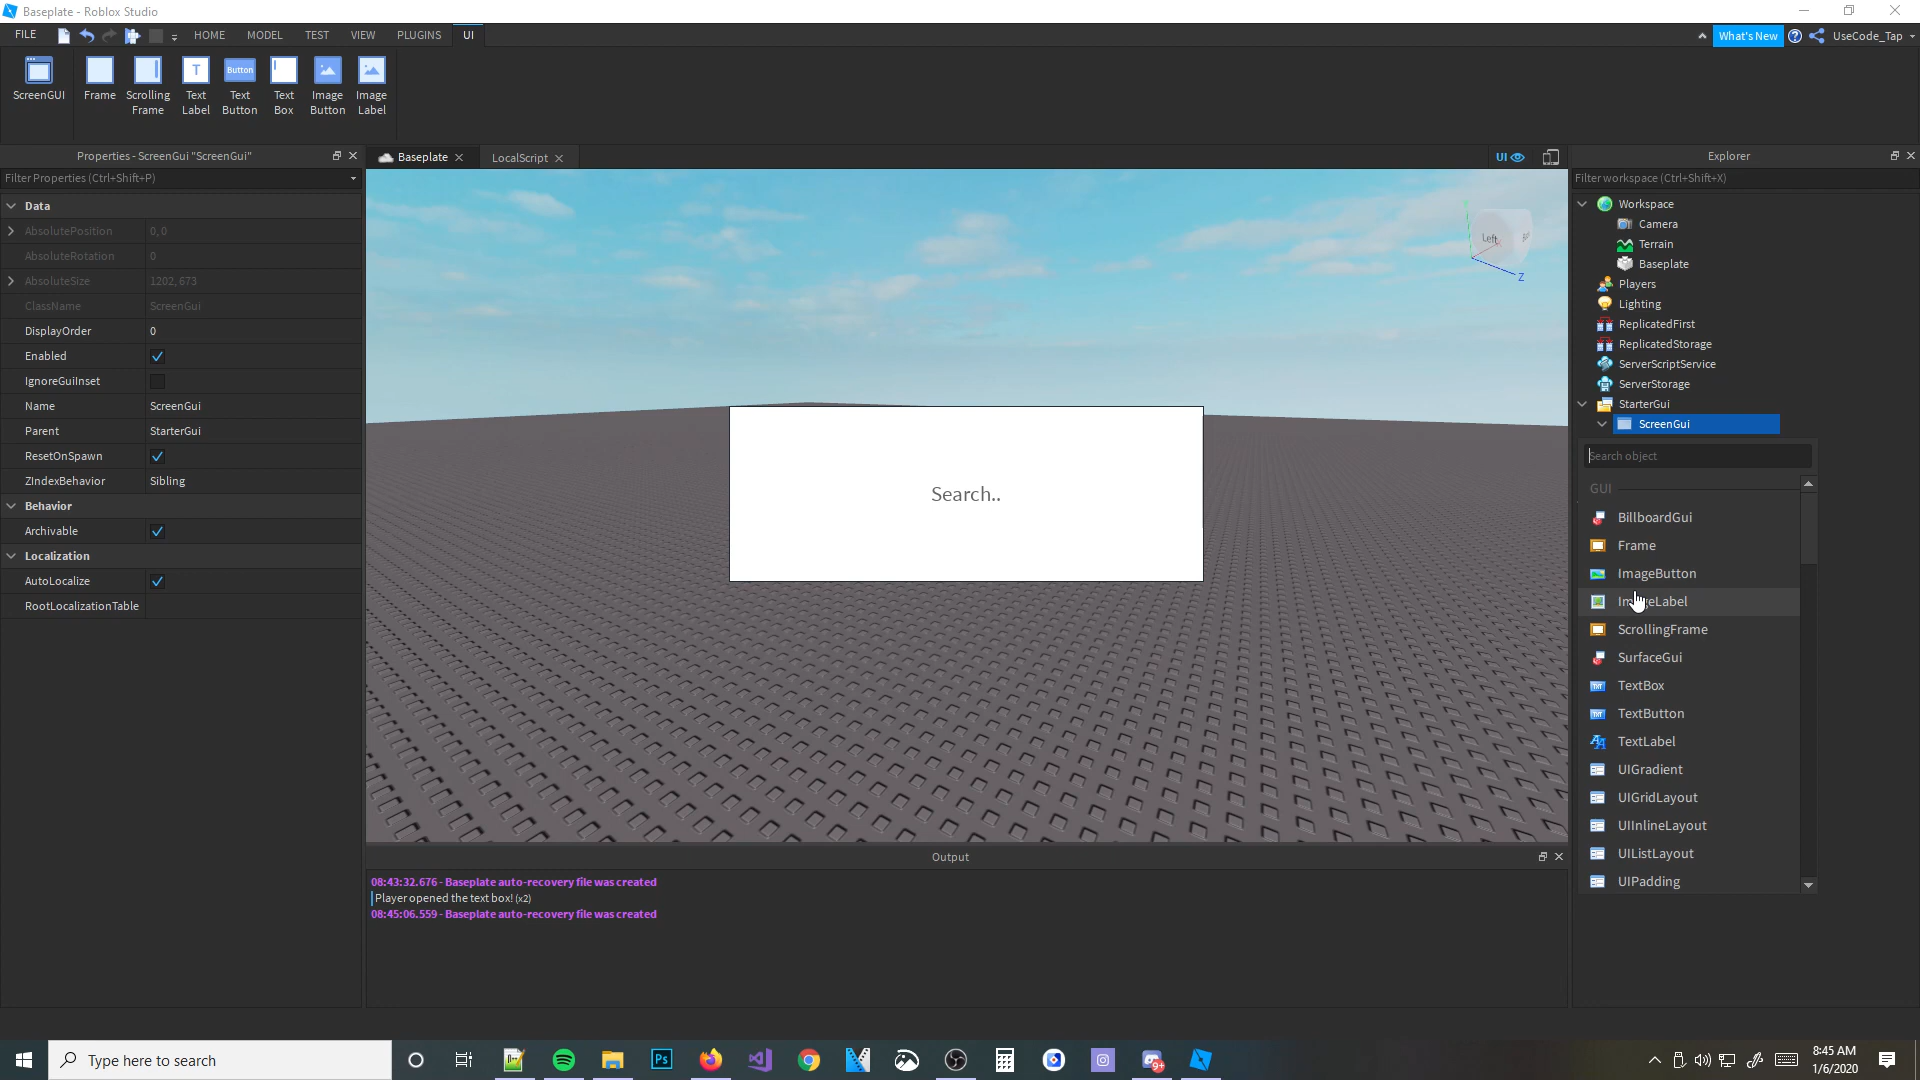 Baseplate - Roblox Studio
FILE HOME MODEL TEST VIEW PLUGINS UI What's New UseCode_Tap
ScreenGUI
Frame
Scrolling Frame
Text Label
Button
Text Button
Text Box
Image Button
Image Label
Properties - ScreenGui "ScreenGui"
Filter Properties (Ctrl+Shift+P)
Data
AbsolutePosition 0, 0
AbsoluteRotation 0
AbsoluteSize 1202, 673
ClassName ScreenGui
DisplayOrder 0
Enabled
IgnoreGuiInset
Name ScreenGui
Parent StarterGui
ResetOnSpawn
ZIndexBehavior Sibling
Behavior
Archivable
Localization
AutoLocalize
RootLocalizationTable
Baseplate LocalScript UI
Left
Z
Search..
Output
08:43:32.676 - Baseplate auto-recovery file was created
Player opened the text box! (x2)
08:45:06.559 - Baseplate auto-recovery file was created
Explorer
Filter workspace (Ctrl+Shift+X)
Workspace
Camera
Terrain
Baseplate
Players
Lighting
ReplicatedFirst
ReplicatedStorage
ServerScriptService
ServerStorage
StarterGui
ScreenGui
Search object
GUI
BillboardGui
Frame
ImageButton
ImageLabel
ScrollingFrame
SurfaceGui
TextBox
TextButton
TextLabel
UIGradient
UIGridLayout
UIInlineLayout
UIListLayout
UIPadding
Type here to search
Ps
9+
8:45 AM
1/6/2020